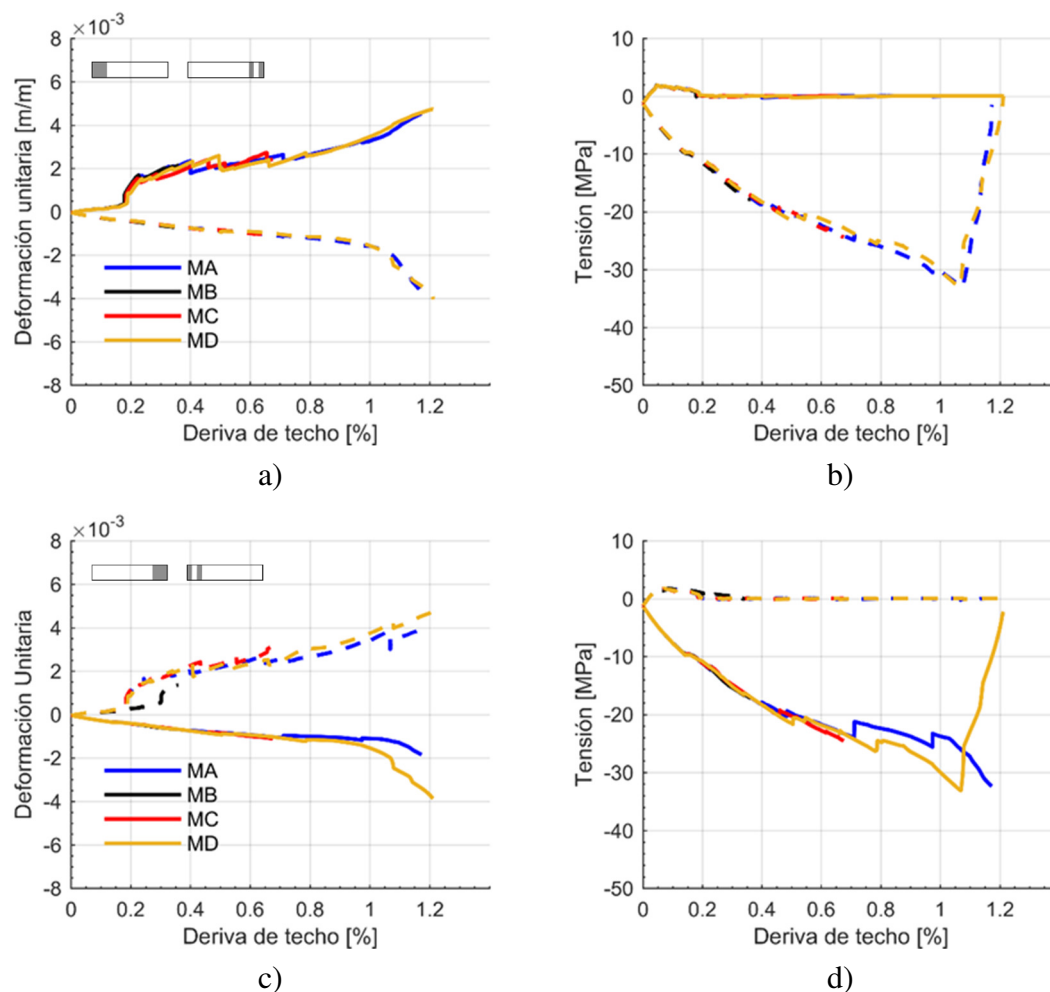 ×10⁻³
8
6
4
2
0
-2
-4
-6
-8
Deformación unitaria [m/m]
MA
MB
MC
MD
0 0.2 0.4 0.6 0.8 1 1.2
Deriva de techo [%]
a)
10
0
-10
-20
-30
-40
-50
Tensión [MPa]
0 0.2 0.4 0.6 0.8 1 1.2
Deriva de techo [%]
b)
×10⁻³
8
6
4
2
0
-2
-4
-6
-8
Deformación Unitaria
MA
MB
MC
MD
0 0.2 0.4 0.6 0.8 1 1.2
Deriva de techo [%]
c)
10
0
-10
-20
-30
-40
-50
Tensión [MPa]
0 0.2 0.4 0.6 0.8 1 1.2
Deriva de techo [%]
d)